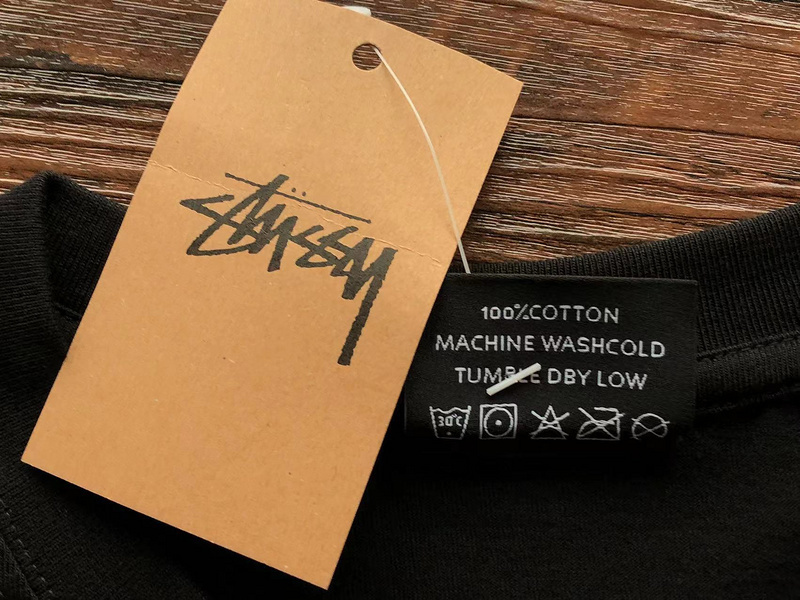 Stüssy
100%COTTON
MACHINE WASHCOLD
TUMBLE DBY LOW
30°C